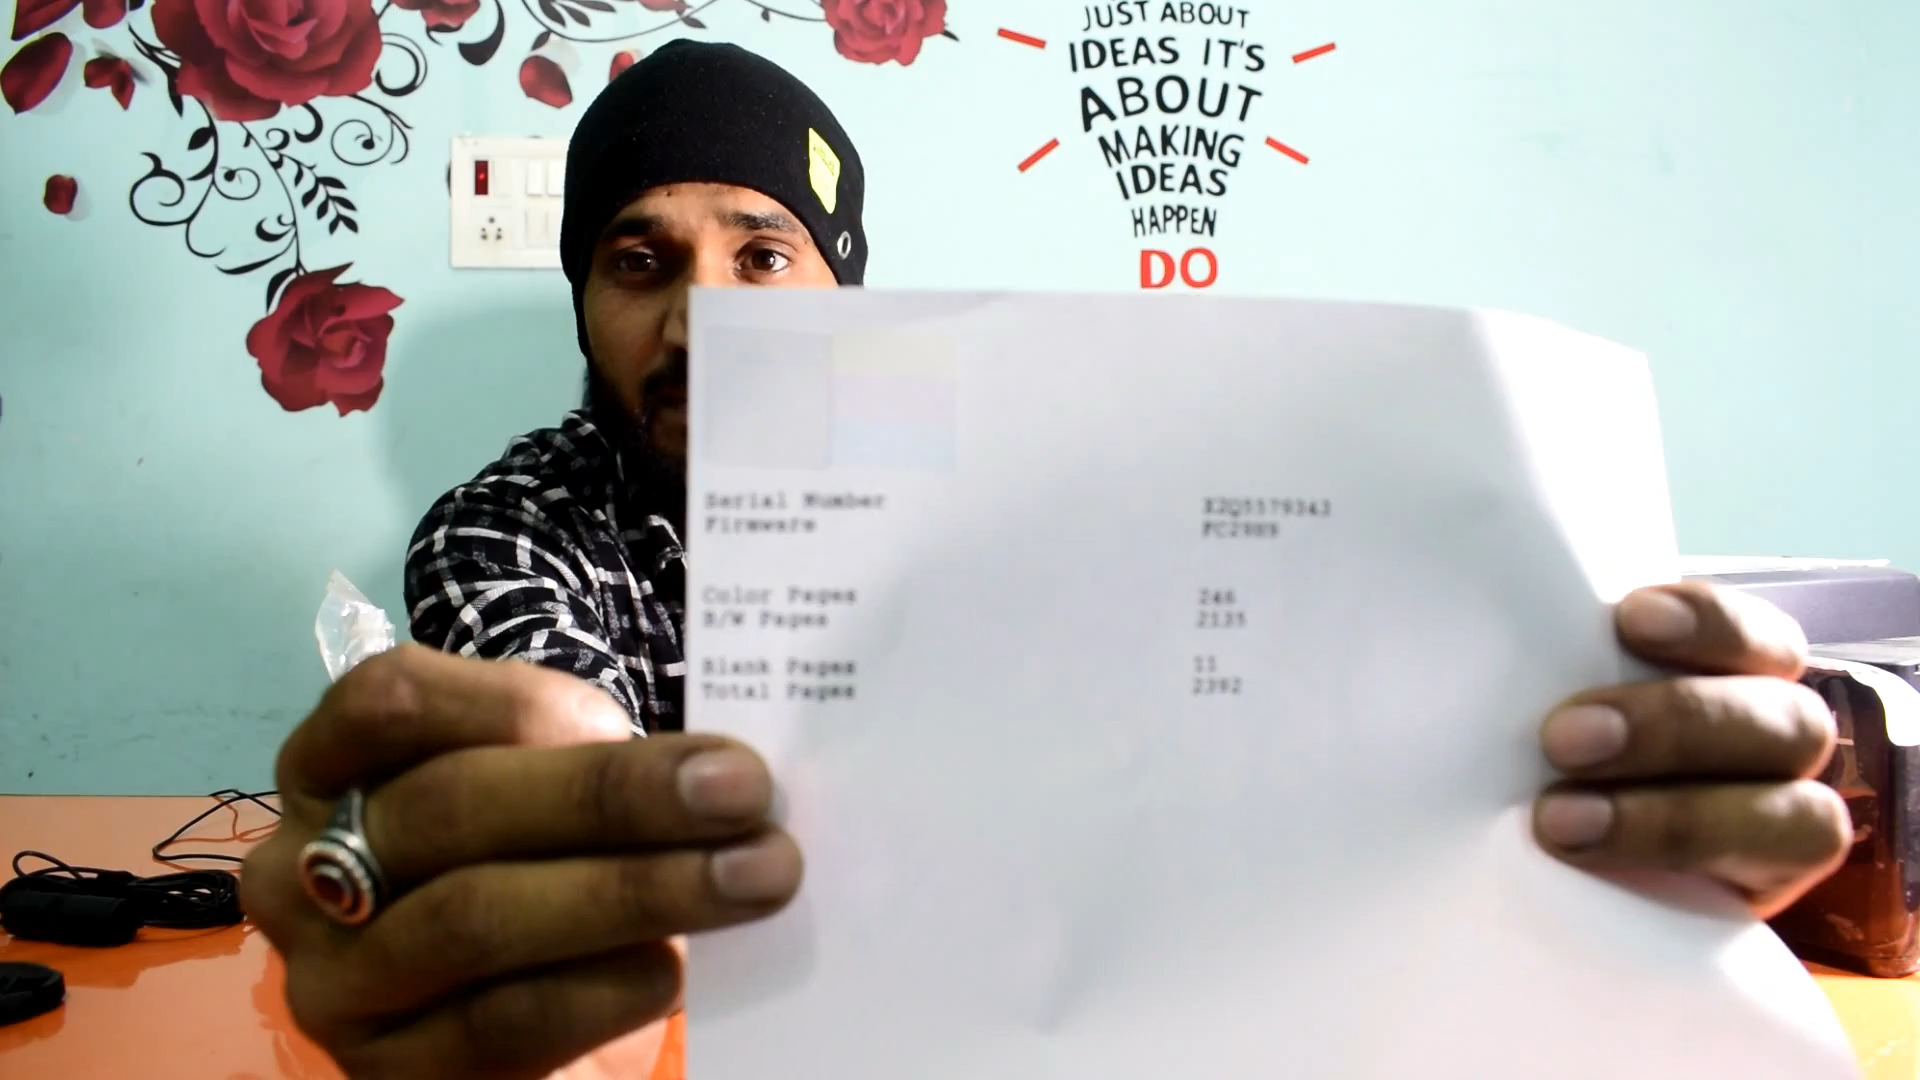 JUST ABOUT
IDEAS IT'S
ABOUT
MAKING
IDEAS
HAPPEN
DO
Serial Number X2Q5579343
Firmware
Color Pages 246
B/W Pages 2135
Blank Pages 11
Total Pages 2392